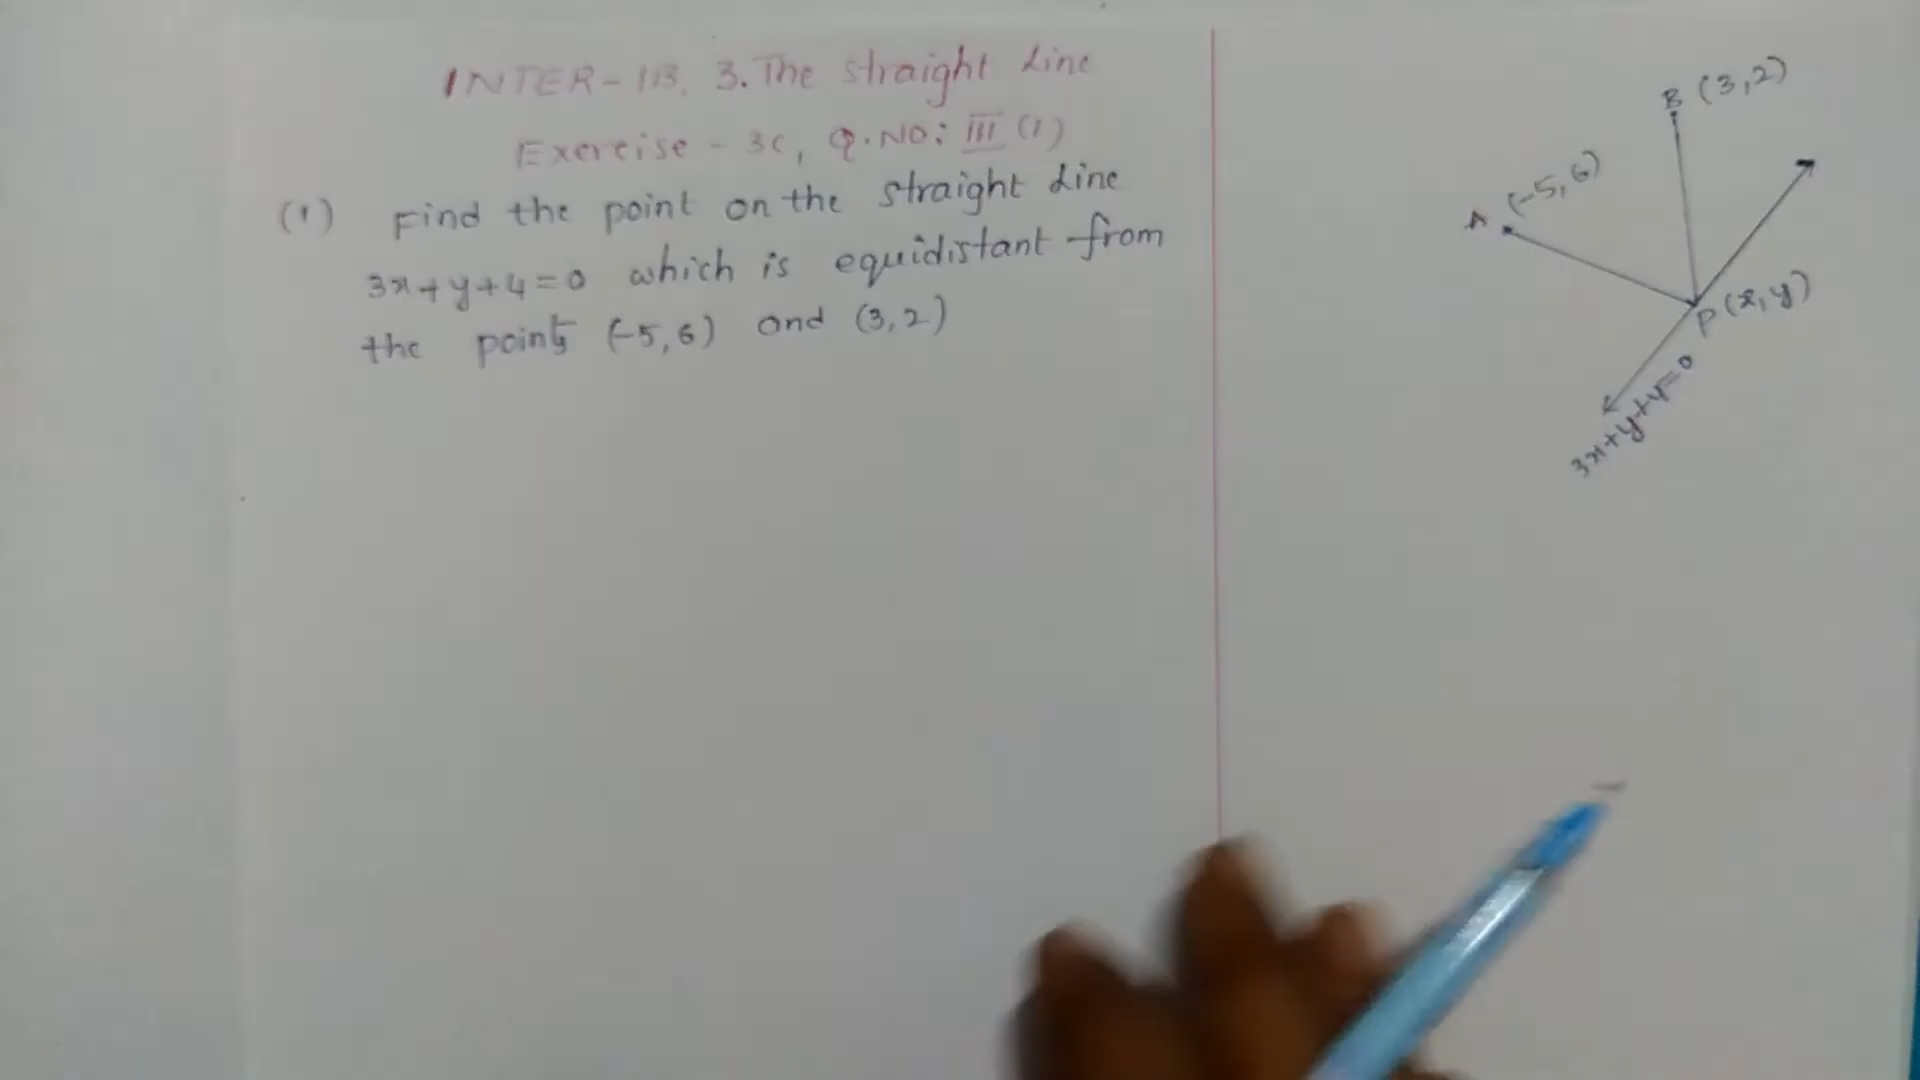 INTER-1B, 3. The straight Line
Exercise - 3C, Q.NO: III (1)
(1) Find the point on the straight Line
3x+y+4=0 which is equidistant from
the points (-5,6) and (3,2)
B (3,2)
A (-5,6)
P(x,y)
3x+y+4=0